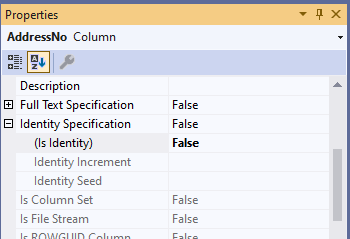 Properties
AddressNo Column
Description
Full Text Specification False
Identity Specification False
(Is Identity) False
Identity Increment
Identity Seed
Is Column Set False
Is File Stream False
Is ROWGUID Column False